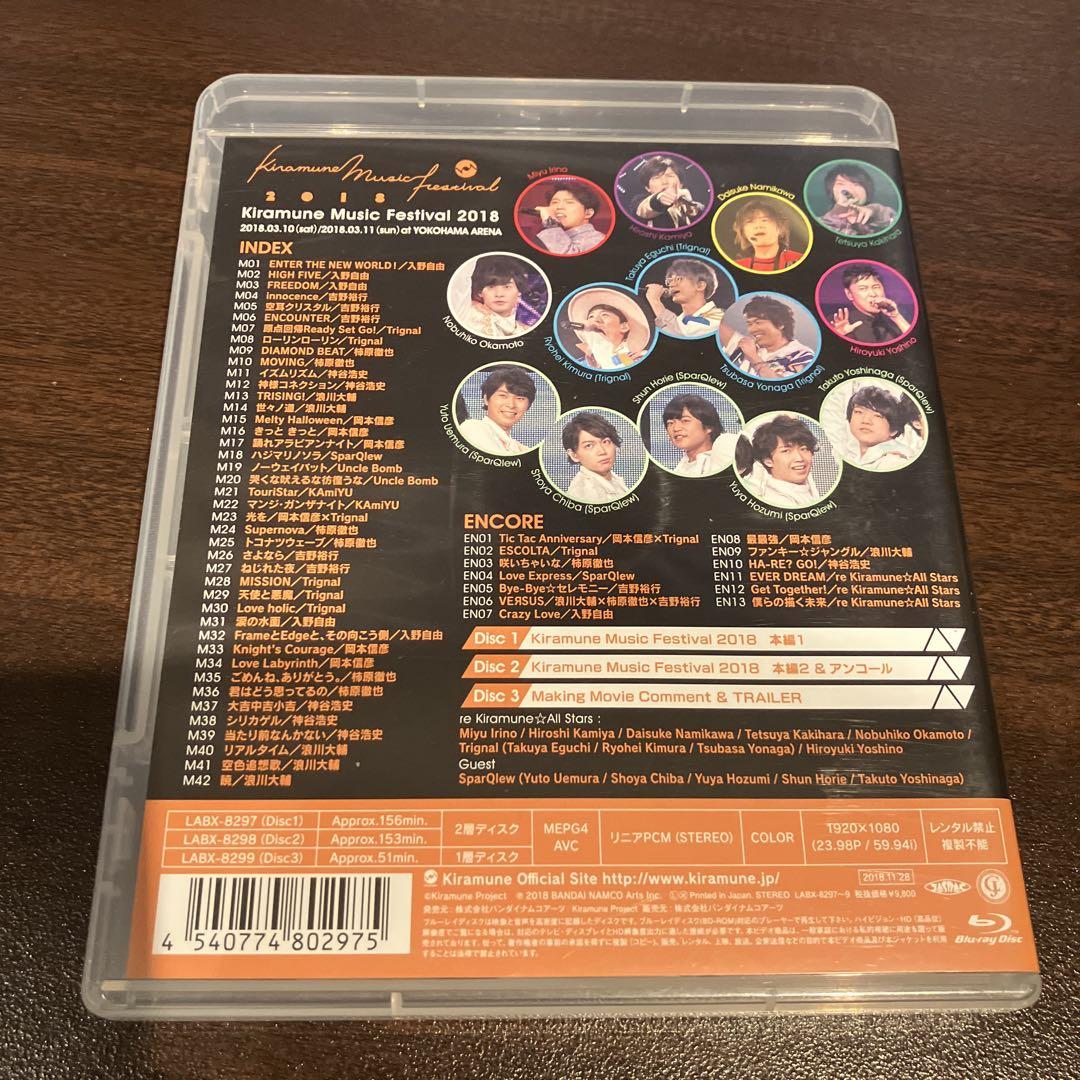 Kiramune Music Festival
2018
Kiramune Music Festival 2018
2018.03.10(sat)/2018.03.11(sun) at YOKOHAMA ARENA
INDEX
M01 ENTER THE NEW WORLD!/入野自由
M02 HIGH FIVE/入野自由
M03 FREEDOM/入野自由
M04 innocence/吉野裕行
M05 空耳クリスタル/吉野裕行
M06 ENCOUNTER/吉野裕行
M07 原点回帰Ready Set Go!/Trignal
M08 ローリンローリン/Trignal
M09 DIAMOND BEAT/柿原徹也
M10 MOVING/柿原徹也
M11 イズムリズム/神谷浩史
M12 神様コネクション/神谷浩史
M13 TRISING!/浪川大輔
M14 世々ノ道/浪川大輔
M15 Melty Halloween/岡本信彦
M16 きっと きっと/岡本信彦
M17 踊れアラビアンナイト/岡本信彦
M18 ハジマリノソラ/SparQlew
M19 ノーウェイバット/Uncle Bomb
M20 哭くな吠えるな彷徨うな/Uncle Bomb
M21 TouriStar/KAmiYU
M22 マンジ・ガンザナイト/KAmiYU
M23 光を/岡本信彦×Trignal
M24 Supernova/柿原徹也
M25 トコナツウェーブ/柿原徹也
M26 さよなら/吉野裕行
M27 ねじれた夜/吉野裕行
M28 MISSION/Trignal
M29 天使と悪魔/Trignal
M30 Love holic/Trignal
M31 涙の水面/入野自由
M32 FrameとEdgeと、その向こう側/入野自由
M33 Knight's Courage/岡本信彦
M34 Love Labyrinth/岡本信彦
M35 ごめんね、ありがとう。/柿原徹也
M36 君はどう思ってるの/柿原徹也
M37 大吉中吉小吉/神谷浩史
M38 シリカゲル/神谷浩史
M39 当たり前なんかない/神谷浩史
M40 リアルタイム/浪川大輔
M41 空色追想歌/浪川大輔
M42 暁/浪川大輔
Miyu Irino
Hiroshi Kamiya
Daisuke Namikawa
Tetsuya Kakihara
Nobuhiko Okamoto
Takuya Eguchi (Trignal)
Ryohei Kimura (Trignal)
Tsubasa Yonaga (Trignal)
Hiroyuki Yoshino
Yuto Uemura (SparQlew)
Shoya Chiba (SparQlew)
Shun Horie (SparQlew)
Yuya Hozumi (SparQlew)
Takuto Yoshinaga (SparQlew)
ENCORE
EN01 Tic Tac Anniversary/岡本信彦×Trignal
EN02 ESCOLTA/Trignal
EN03 咲いちゃいな/柿原徹也
EN04 Love Express/SparQlew
EN05 Bye-Bye☆セレモニー/吉野裕行
EN06 VEЯSUS/浪川大輔×柿原徹也×吉野裕行
EN07 Crazy Love/入野自由
EN08 最最強/岡本信彦
EN09 ファンキー☆ジャングル/浪川大輔
EN10 HA-RE? GO!/神谷浩史
EN11 EVER DREAM/re Kiramune☆All Stars
EN12 Get Together!/re Kiramune☆All Stars
EN13 僕らの描く未来/re Kiramune☆All Stars
Disc 1 Kiramune Music Festival 2018 本編1
Disc 2 Kiramune Music Festival 2018 本編2 & アンコール
Disc 3 Making Movie Comment & TRAILER
re Kiramune☆All Stars :
Miyu Irino / Hiroshi Kamiya / Daisuke Namikawa / Tetsuya Kakihara / Nobuhiko Okamoto /
Trignal (Takuya Eguchi / Ryohei Kimura / Tsubasa Yonaga) / Hiroyuki Yoshino
Guest
SparQlew (Yuto Uemura / Shoya Chiba / Yuya Hozumi / Shun Horie / Takuto Yoshinaga)
LABX-8297 (Disc1) Approx.156min.
LABX-8298 (Disc2) Approx.153min.
LABX-8299 (Disc3) Approx.51min.
2層ディスク
1層ディスク
MEPG4
AVC
リニアPCM (STEREO)
COLOR
1920×1080
(23.98P / 59.94i)
レンタル禁止
複製不能
Kiramune Official Site http://www.kiramune.jp/
2018.11.28
©Kiramune Project ℗ 2018 BANDAI NAMCO Arts Inc. Printed in Japan. STEREO LABX-8297~9 税抜価格 ¥9,800
発売元:株式会社バンダイナムコアーツ・Kiramune Project 販売元:株式会社バンダイナムコアーツ
JASRAC
Blu-ray Disc
4 540774 802975